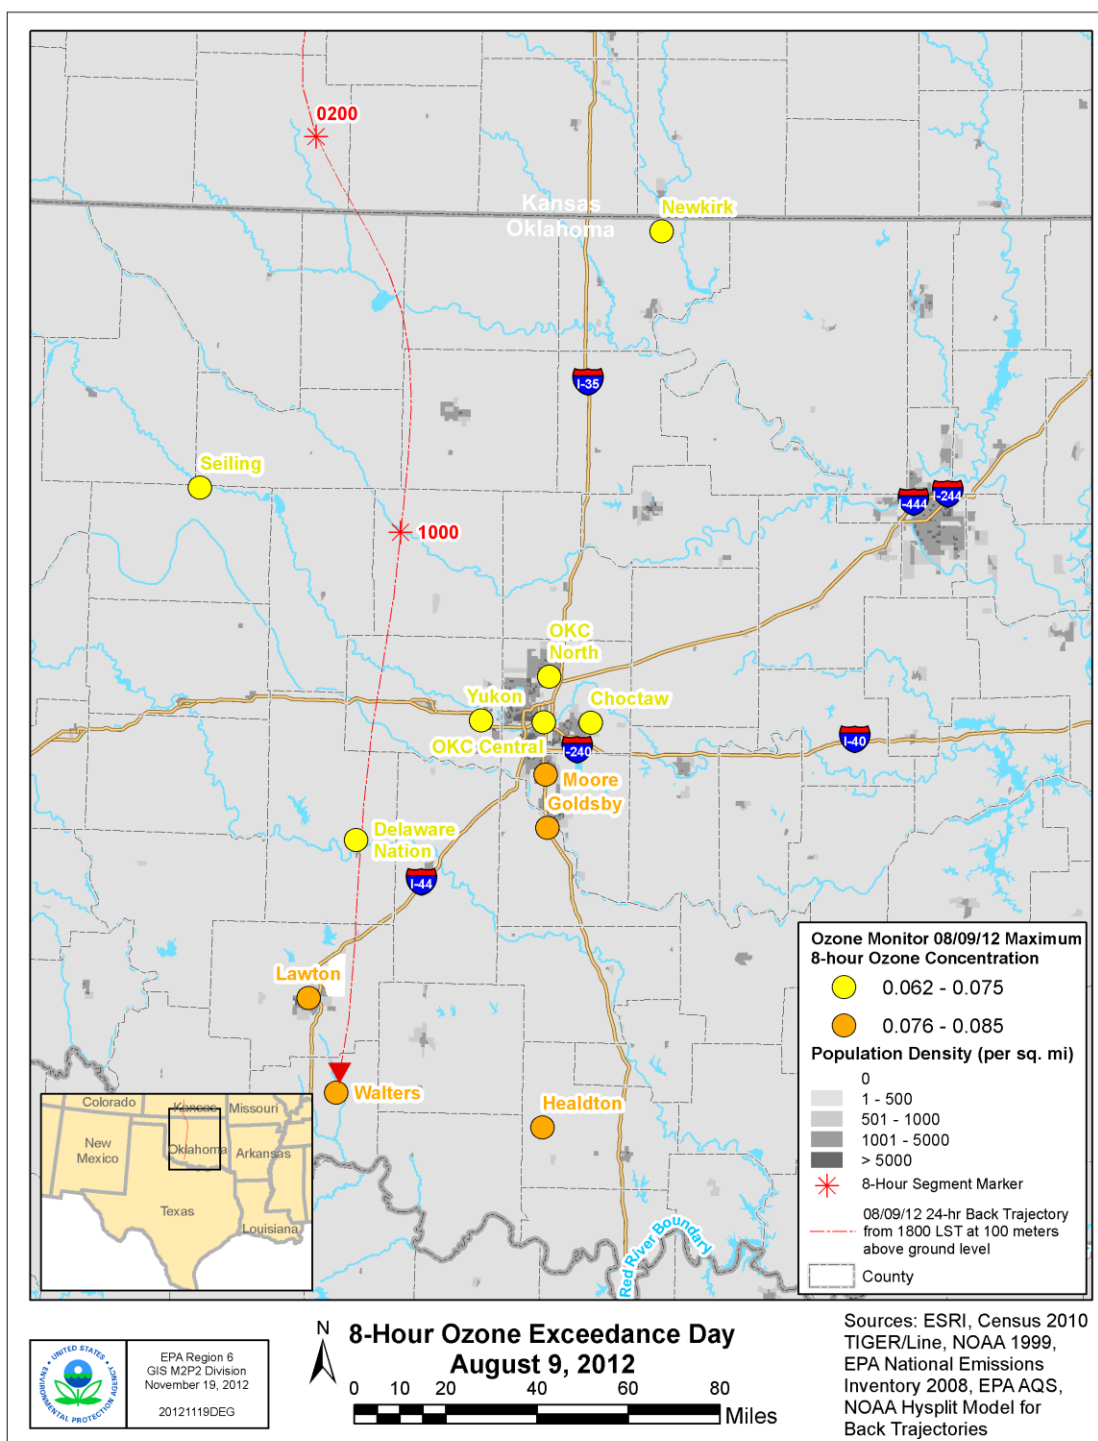 0200
Kansas
Oklahoma
Newkirk
I-35
Seiling
1000
I-444
I-244
OKC
North
Yukon
Choctaw
OKC Central
I-240
I-40
Moore
Goldsby
Delaware
Nation
I-44
Lawton
Walters
Healdton
Red River Boundary
Ozone Monitor 08/09/12 Maximum
8-hour Ozone Concentration
0.062 - 0.075
0.076 - 0.085
Population Density (per sq. mi)
0
1 - 500
501 - 1000
1001 - 5000
> 5000
8-Hour Segment Marker
08/09/12 24-hr Back Trajectory
from 1800 LST at 100 meters
above ground level
County
Colorado
Kansas
Missouri
New
Mexico
Oklahoma
Arkansas
Texas
Louisiana
UNITED STATES
ENVIRONMENTAL PROTECTION AGENCY
EPA Region 6
GIS M2P2 Division
November 19, 2012
20121119DEG
N
8-Hour Ozone Exceedance Day
August 9, 2012
0 10 20 40 60 80
Miles
Sources: ESRI, Census 2010
TIGER/Line, NOAA 1999,
EPA National Emissions
Inventory 2008, EPA AQS,
NOAA Hysplit Model for
Back Trajectories